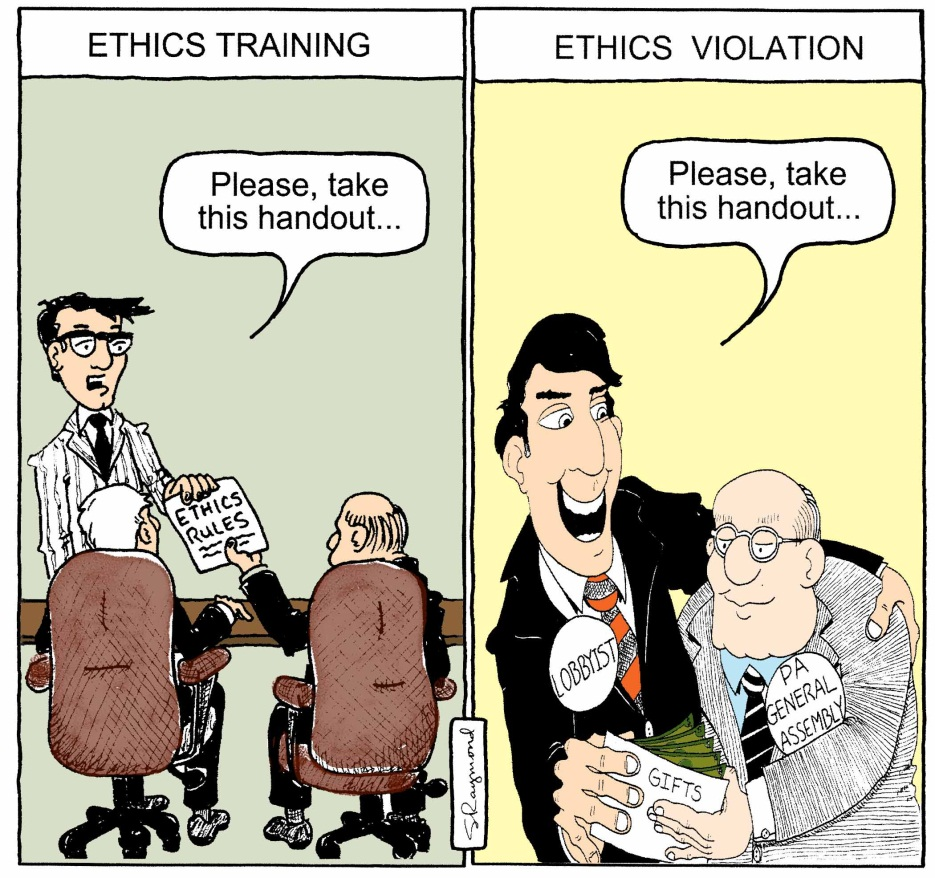 ETHICS TRAINING
Please, take
this handout...
ETHICS
RULES
ETHICS VIOLATION
Please, take
this handout...
LOBBYIST
PA
GENERAL
ASSEMBLY
GIFTS
SRaymond